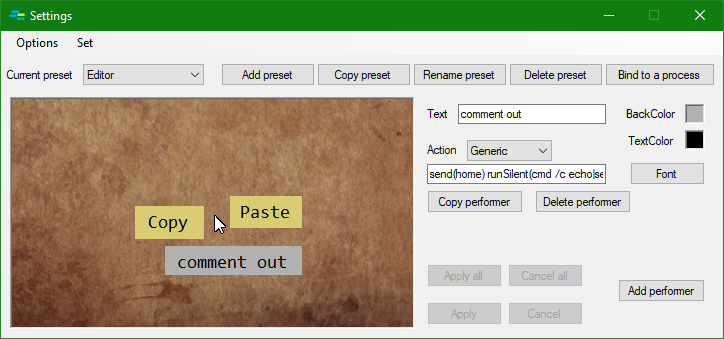 Settings
Options Set
Current preset Editor Add preset Copy preset Rename preset Delete preset Bind to a process
Text comment out BackColor
TextColor
Action Generic
send(home) runSilent(cmd /c echo|se Font
Copy performer Delete performer
Copy Paste
comment out
Apply all Cancel all
Add performer
Apply Cancel